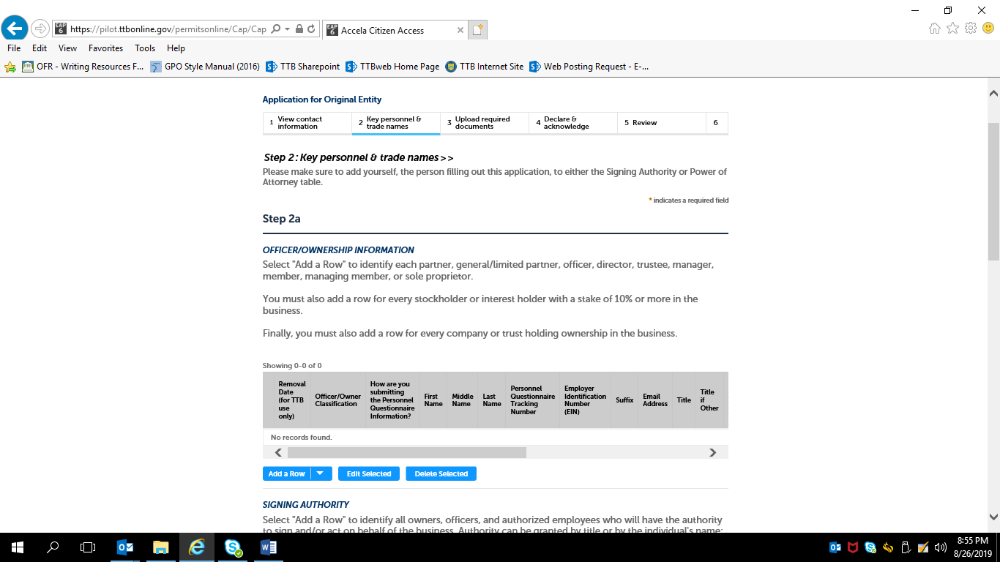 https://pilot.ttbonline.gov/permitsonline/Cap/Cap
Accela Citizen Access
File Edit View Favorites Tools Help
OFR - Writing Resources F... GPO Style Manual (2016) TTB Sharepoint TTBweb Home Page TTB Internet Site Web Posting Request - E-...
Application for Original Entity
1 View contact information
2 Key personnel & trade names
3 Upload required documents
4 Declare & acknowledge
5 Review
6
Step 2: Key personnel & trade names>>
Please make sure to add yourself, the person filling out this application, to either the Signing Authority or Power of
Attorney table.
* indicates a required field
Step 2a
OFFICER/OWNERSHIP INFORMATION
Select "Add a Row" to identify each partner, general/limited partner, officer, director, trustee, manager,
member, managing member, or sole proprietor.
You must also add a row for every stockholder or interest holder with a stake of 10% or more in the
business.
Finally, you must also add a row for every company or trust holding ownership in the business.
Showing 0-0 of 0
Removal Date (for TTB use only)
Officer/Owner Classification
How are you submitting the Personnel Questionnaire Information?
First Name
Middle Name
Last Name
Personnel Questionnaire Tracking Number
Employer Identification Number (EIN)
Suffix
Email Address
Title
Title if Other
No records found.
Add a Row Edit Selected Delete Selected
SIGNING AUTHORITY
Select "Add a Row" to identify all owners, officers, and authorized employees who will have the authority
to sign and/or act on behalf of the business. Authority can be granted by title or by the individual's name;
8:55 PM
8/26/2019